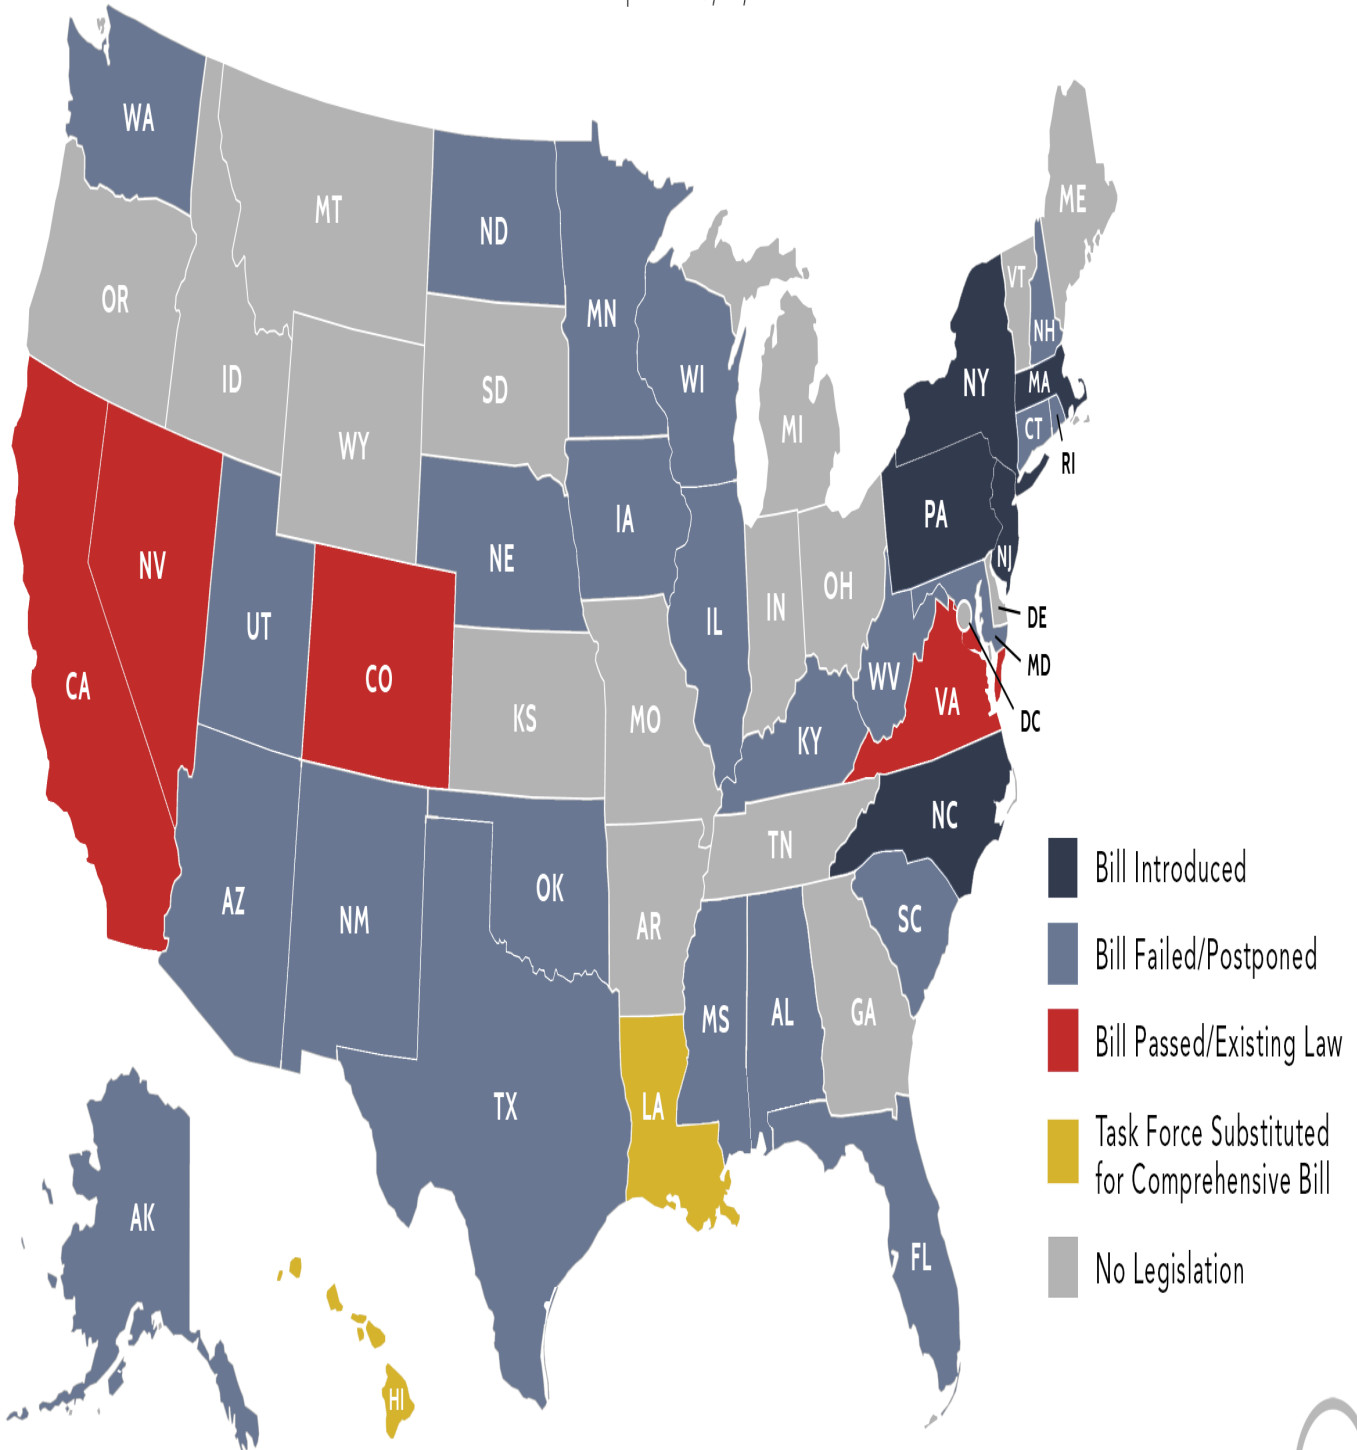 WA
MT
ND
MN
OR
ID
SD
WI
WY
MI
ME
VT
NH
NY
MA
CT
RI
PA
NJ
NV
NE
IA
UT
CO
IL
IN
OH
DE
MD
WV
VA
DC
CA
KS
MO
KY
NC
TN
AZ
NM
OK
AR
SC
MS
AL
GA
TX
LA
AK
FL
HI
Bill Introduced
Bill Failed/Postponed
Bill Passed/Existing Law
Task Force Substituted
for Comprehensive Bill
No Legislation